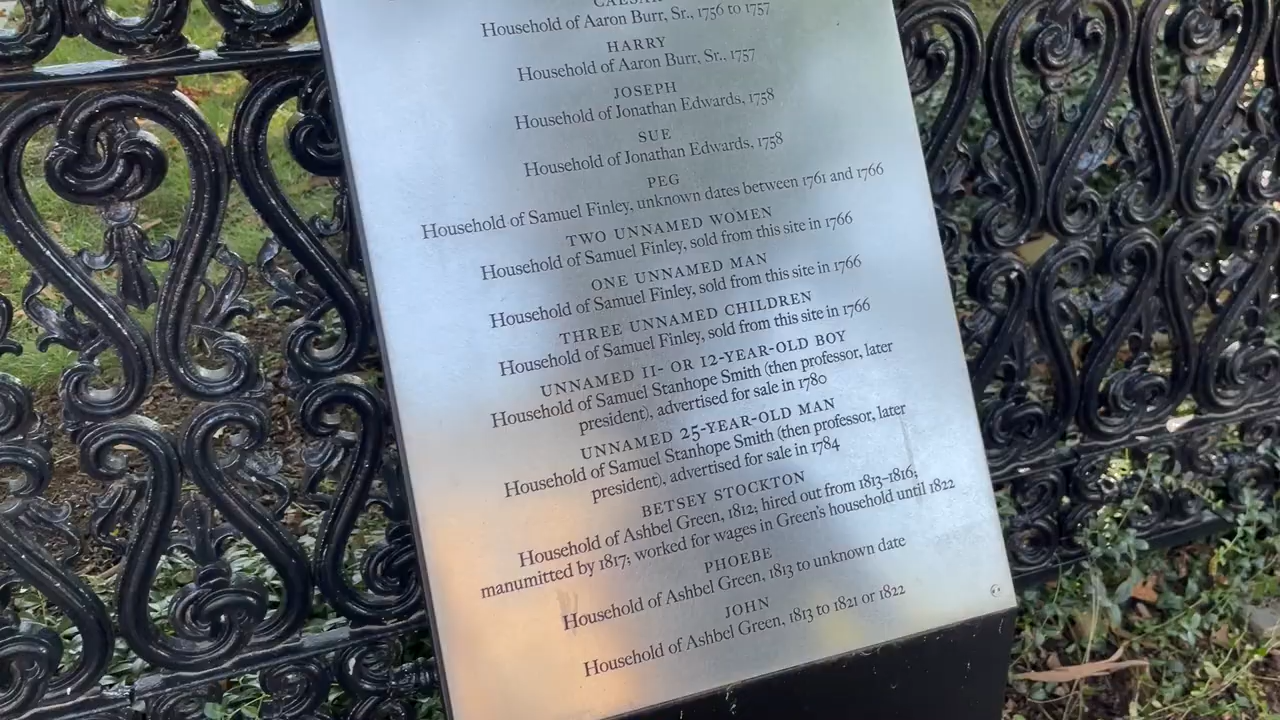 CAESAR
Household of Aaron Burr, Sr., 1756 to 1757
HARRY
Household of Aaron Burr, Sr., 1757
JOSEPH
Household of Jonathan Edwards, 1758
SUE
Household of Jonathan Edwards, 1758
PEG
Household of Samuel Finley, unknown dates between 1761 and 1766
TWO UNNAMED WOMEN
Household of Samuel Finley, sold from this site in 1766
ONE UNNAMED MAN
Household of Samuel Finley, sold from this site in 1766
THREE UNNAMED CHILDREN
Household of Samuel Finley, sold from this site in 1766
UNNAMED 11- OR 12-YEAR-OLD BOY
Household of Samuel Stanhope Smith (then professor, later
president), advertised for sale in 1780
UNNAMED 25-YEAR-OLD MAN
Household of Samuel Stanhope Smith (then professor, later
president), advertised for sale in 1784
BETSEY STOCKTON
Household of Ashbel Green, 1812; hired out from 1813–1816;
manumitted by 1817; worked for wages in Green's household until 1822
PHOEBE
Household of Ashbel Green, 1813 to unknown date
JOHN
Household of Ashbel Green, 1813 to 1821 or 1822